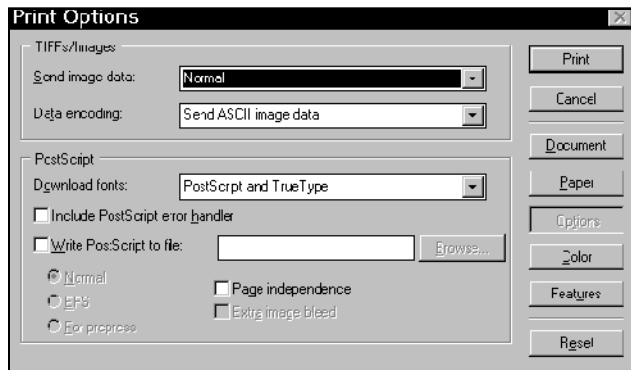 Print Options
TIFFs/Images
Send image data:
Normal
Data encoding:
Send ASCII image data
PostScript
Download fonts:
PostScript and TrueType
Include PostScript error handler
Write PostScript to file:
Browse...
Normal
EPS
For prepress
Page independence
Extra image bleed
Print
Cancel
Document
Paper
Options
Color
Features
Reset